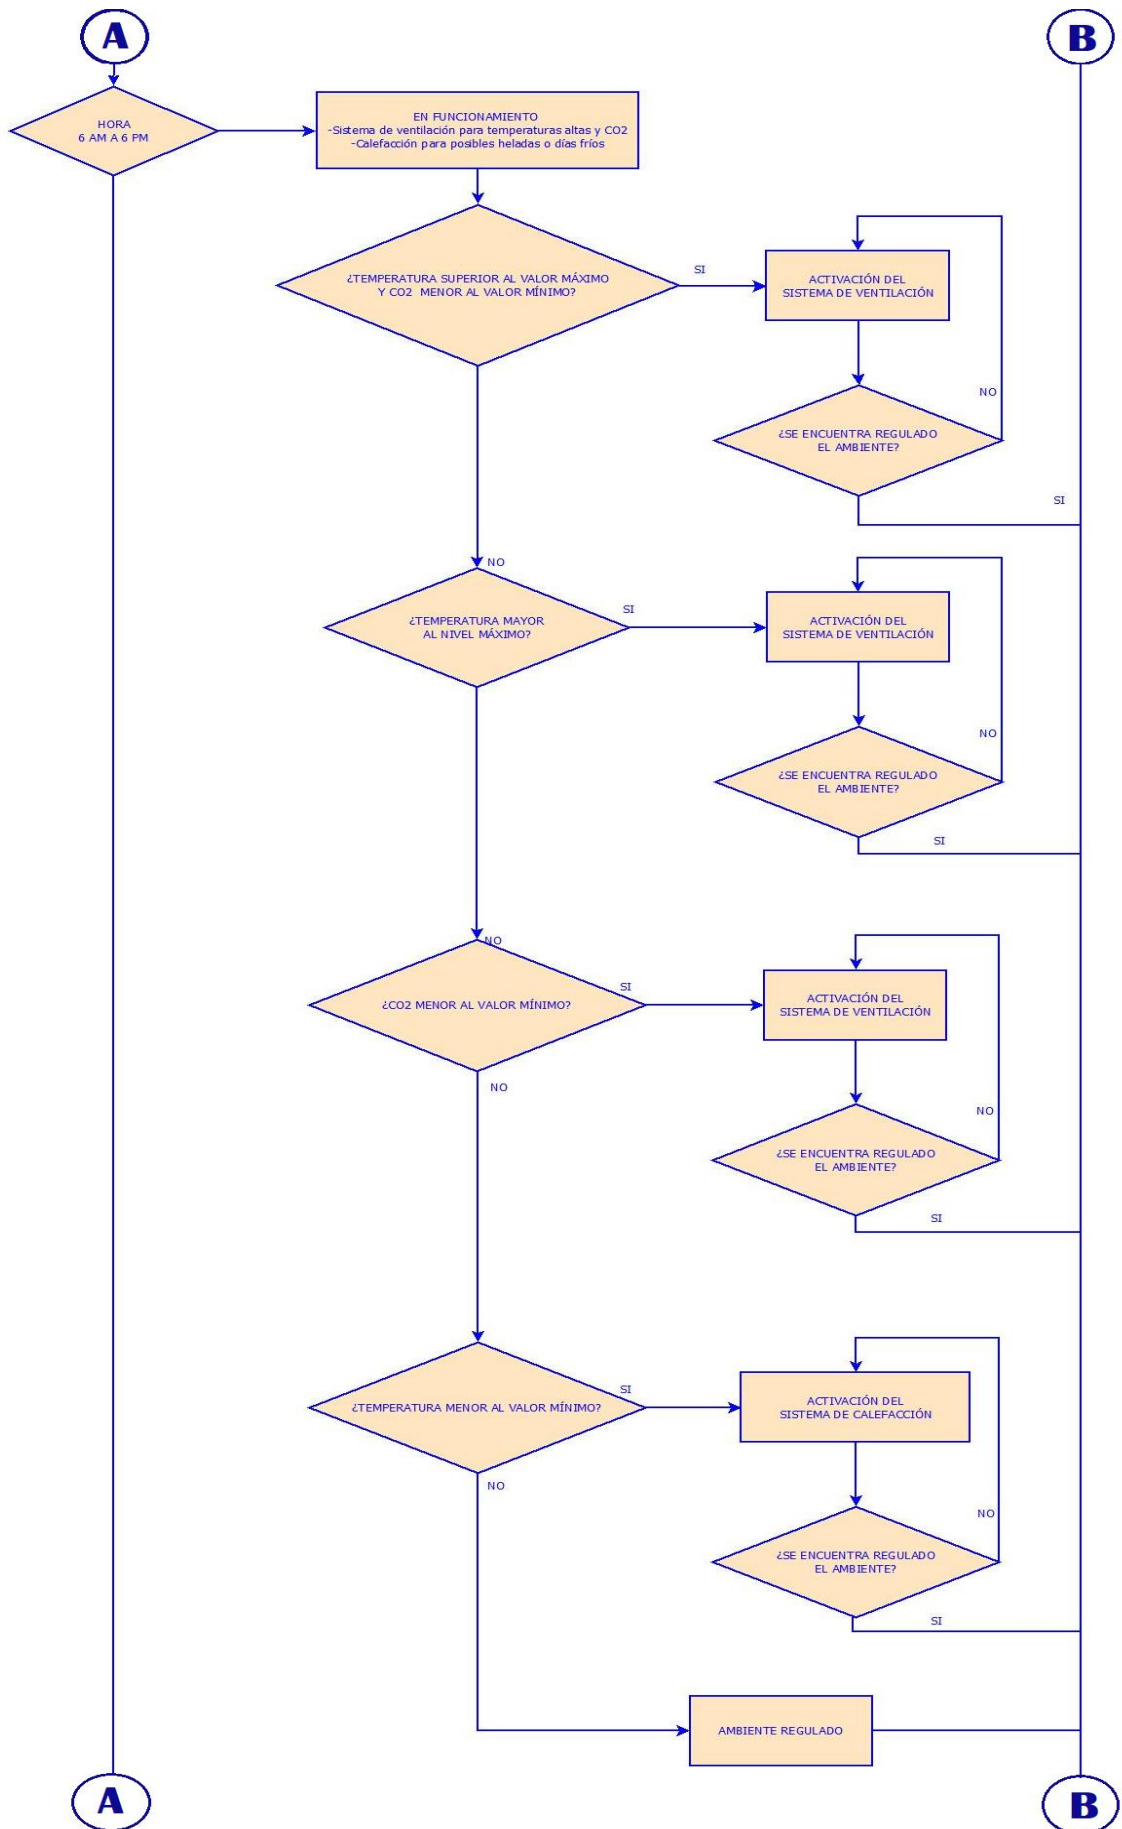 A
B
HORA
6 AM A 6 PM
EN FUNCIONAMIENTO
-Sistema de ventilación para temperaturas altas y CO2
-Calefacción para posibles heladas o días fríos
¿TEMPERATURA SUPERIOR AL VALOR MÁXIMO
Y CO2 MENOR AL VALOR MÍNIMO?
SI
ACTIVACIÓN DEL
SISTEMA DE VENTILACIÓN
NO
¿SE ENCUENTRA REGULADO
EL AMBIENTE?
SI
NO
¿TEMPERATURA MAYOR
AL NIVEL MÁXIMO?
SI
ACTIVACIÓN DEL
SISTEMA DE VENTILACIÓN
NO
¿SE ENCUENTRA REGULADO
EL AMBIENTE?
SI
NO
¿CO2 MENOR AL VALOR MÍNIMO?
SI
ACTIVACIÓN DEL
SISTEMA DE VENTILACIÓN
NO
NO
¿SE ENCUENTRA REGULADO
EL AMBIENTE?
SI
¿TEMPERATURA MENOR AL VALOR MÍNIMO?
SI
ACTIVACIÓN DEL
SISTEMA DE CALEFACCIÓN
NO
NO
¿SE ENCUENTRA REGULADO
EL AMBIENTE?
SI
AMBIENTE REGULADO
A
B